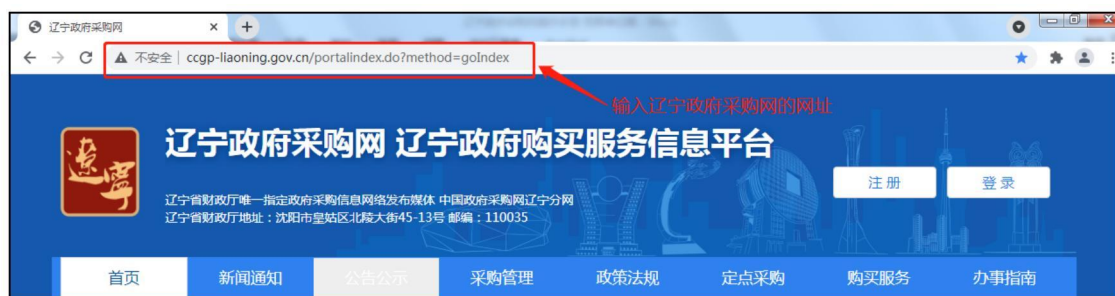 辽宁政府采购网
不安全 | ccgp-liaoning.gov.cn/portalindex.do?method=goIndex
输入辽宁政府采购网的网址
遼寧
辽宁政府采购网 辽宁政府购买服务信息平台
注册 登录
辽宁省财政厅唯一指定政府采购信息网络发布媒体 中国政府采购网辽宁分网
辽宁省财政厅地址：沈阳市皇姑区北陵大街45-13号 邮编：110035
首页 新闻通知 公告公示 采购管理 政策法规 定点采购 购买服务 办事指南